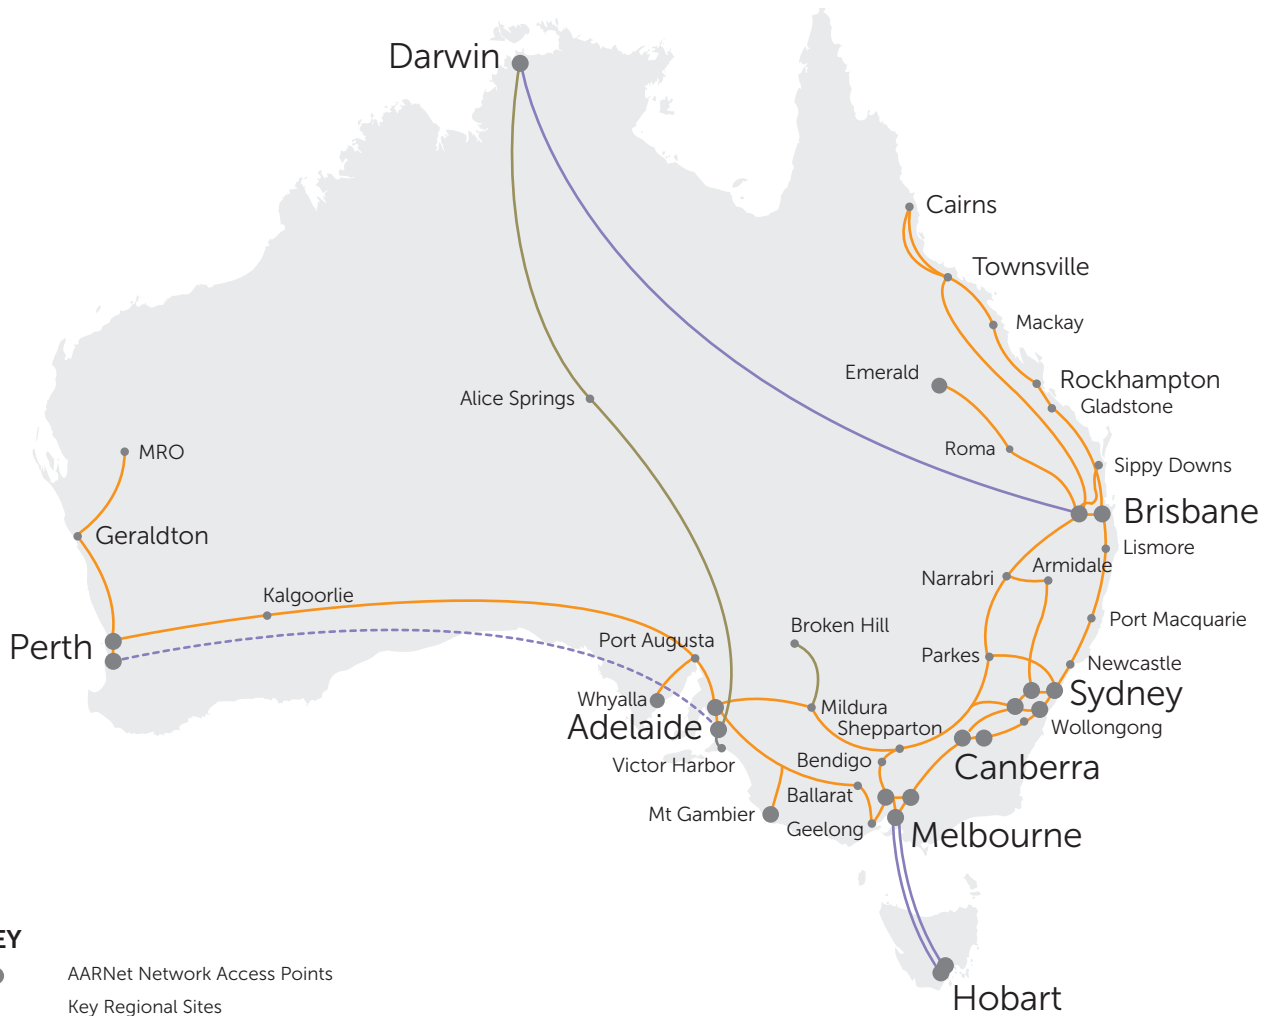 Darwin
Cairns
Townsville
Mackay
Emerald
Rockhampton
Alice Springs
Gladstone
Roma
MRO
Sippy Downs
Brisbane
Geraldton
Lismore
Armidale
Narrabri
Kalgoorlie
Port Macquarie
Broken Hill
Port Augusta
Perth
Parkes
Newcastle
Whyalla
Sydney
Mildura
Adelaide
Shepparton
Wollongong
Bendigo
Victor Harbor
Canberra
Ballarat
Mt Gambier
Geelong
Melbourne
EY
AARNet Network Access Points
Hobart
Key Regional Sites